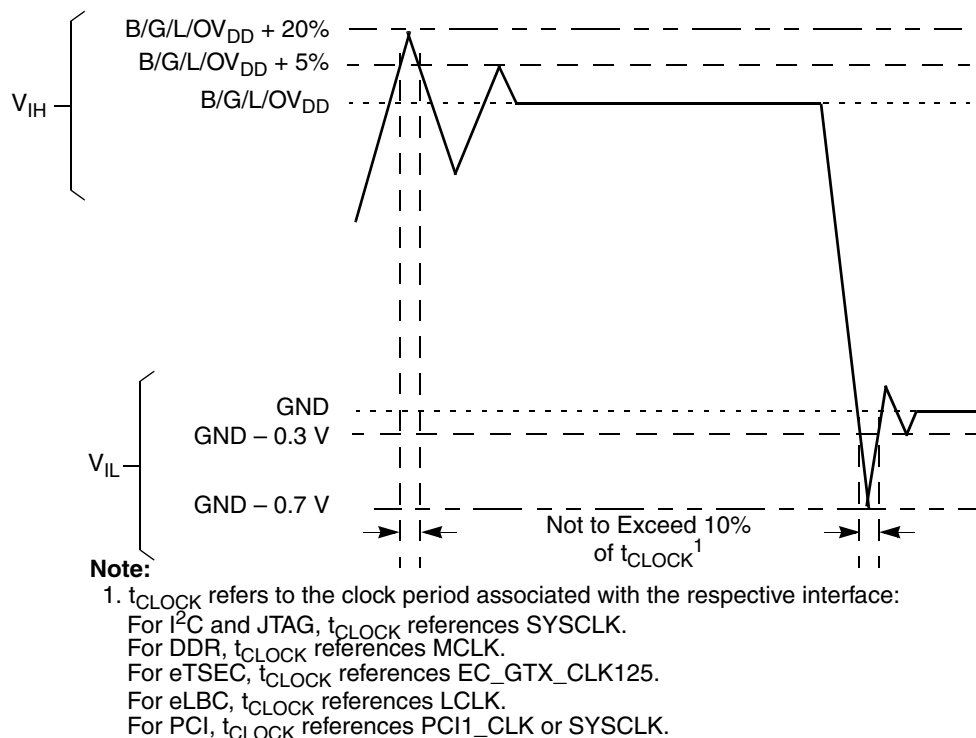 B/G/L/OVDD + 20%
B/G/L/OVDD + 5%
B/G/L/OVDD
VIH
GND
GND – 0.3 V
VIL
GND – 0.7 V
Not to Exceed 10%
of tCLOCK1
Note:
1. tCLOCK refers to the clock period associated with the respective interface:
For I2C and JTAG, tCLOCK references SYSCLK.
For DDR, tCLOCK references MCLK.
For eTSEC, tCLOCK references EC_GTX_CLK125.
For eLBC, tCLOCK references LCLK.
For PCI, tCLOCK references PCI1_CLK or SYSCLK.